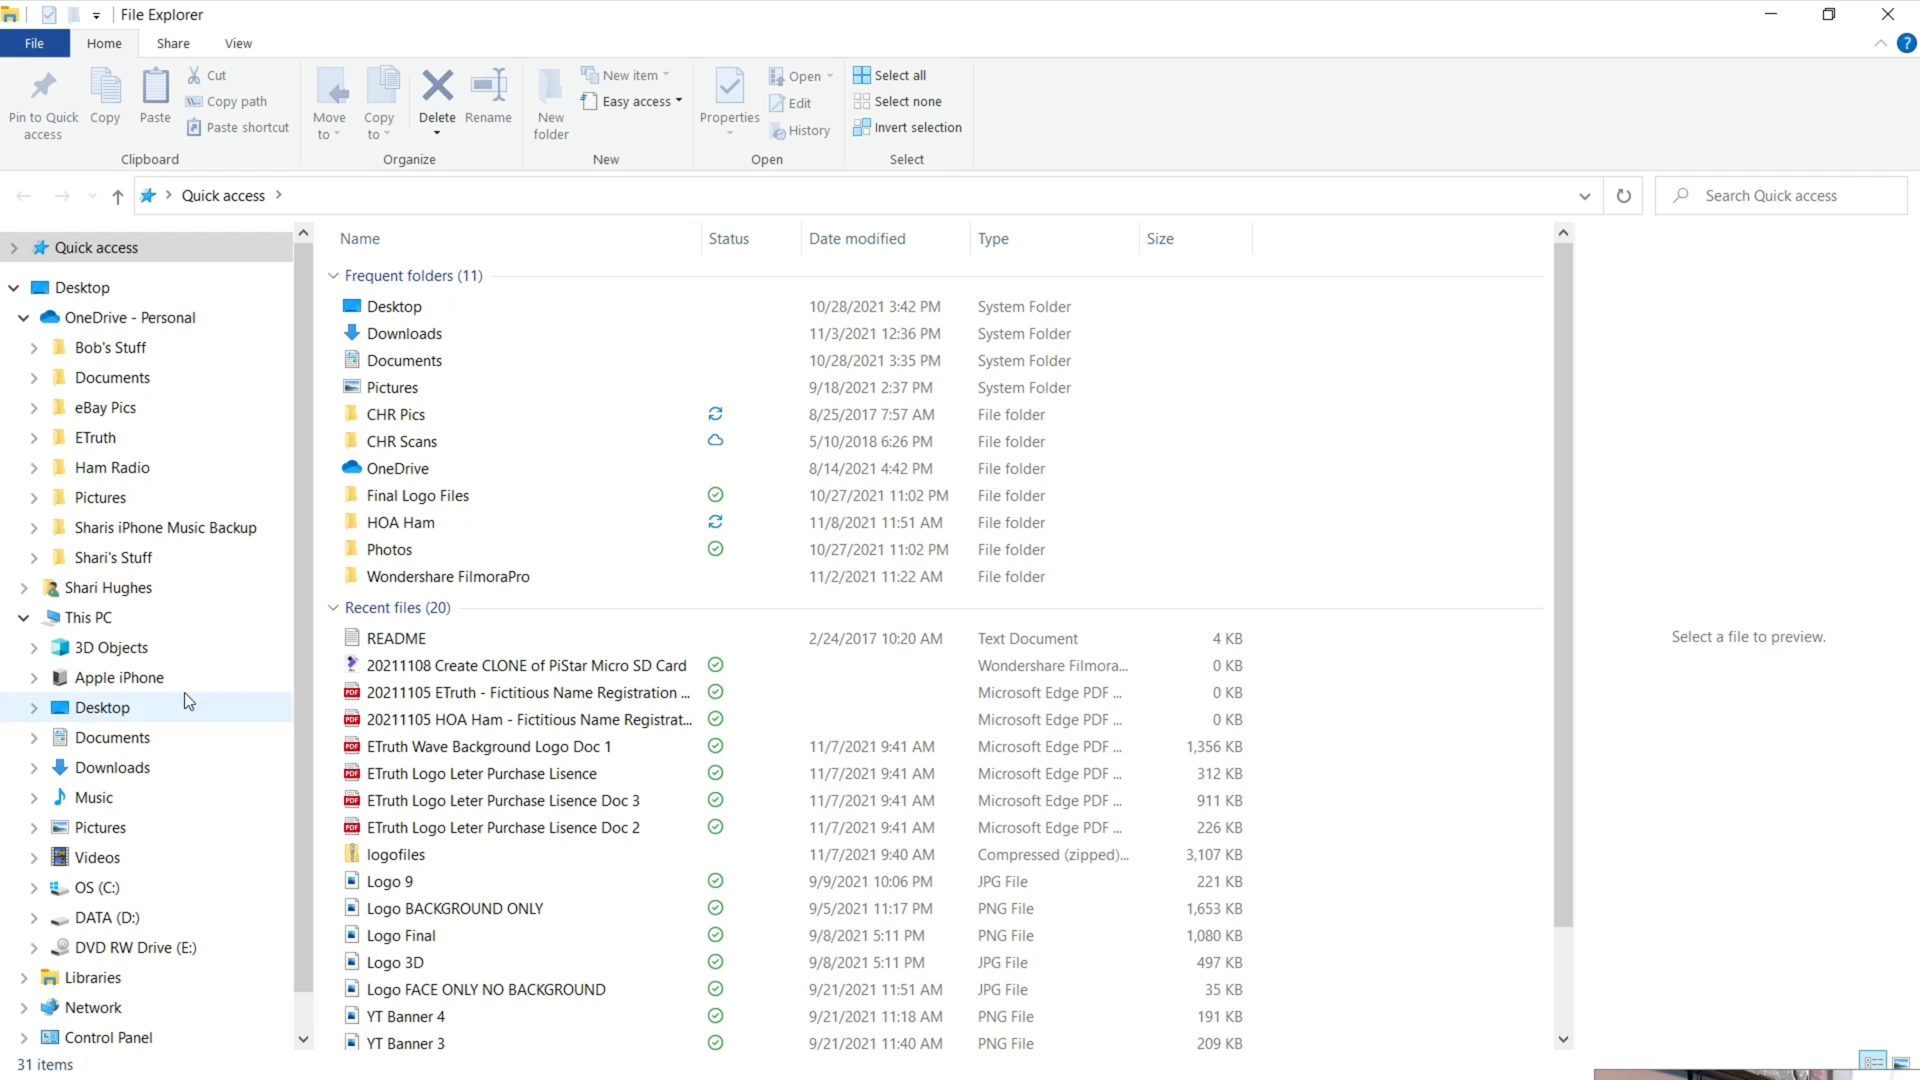 File Explorer
File Home Share View
Pin to Quick access
Copy
Paste
Cut
Copy path
Paste shortcut
Clipboard
Move to
Copy to
Delete
Rename
Organize
New folder
New item
Easy access
New
Properties
Open
Edit
History
Open
Select all
Select none
Invert selection
Select
Quick access
Search Quick access
Quick access
Desktop
OneDrive - Personal
Bob's Stuff
Documents
eBay Pics
ETruth
Ham Radio
Pictures
Sharis iPhone Music Backup
Shari's Stuff
Shari Hughes
This PC
3D Objects
Apple iPhone
Desktop
Documents
Downloads
Music
Pictures
Videos
OS (C:)
DATA (D:)
DVD RW Drive (E:)
Libraries
Network
Control Panel
Name Status Date modified Type Size
Frequent folders (11)
Desktop 10/28/2021 3:42 PM System Folder
Downloads 11/3/2021 12:36 PM System Folder
Documents 10/28/2021 3:35 PM System Folder
Pictures 9/18/2021 2:37 PM System Folder
CHR Pics 8/25/2017 7:57 AM File folder
CHR Scans 5/10/2018 6:26 PM File folder
OneDrive 8/14/2021 4:42 PM File folder
Final Logo Files 10/27/2021 11:02 PM File folder
HOA Ham 11/8/2021 11:51 AM File folder
Photos 10/27/2021 11:02 PM File folder
Wondershare FilmoraPro 11/2/2021 11:22 AM File folder
Recent files (20)
README 2/24/2017 10:20 AM Text Document 4 KB
20211108 Create CLONE of PiStar Micro SD Card Wondershare Filmora... 0 KB
PDF 20211105 ETruth - Fictitious Name Registration ... Microsoft Edge PDF ... 0 KB
PDF 20211105 HOA Ham - Fictitious Name Registrat... Microsoft Edge PDF ... 0 KB
PDF ETruth Wave Background Logo Doc 1 11/7/2021 9:41 AM Microsoft Edge PDF ... 1,356 KB
PDF ETruth Logo Leter Purchase Lisence 11/7/2021 9:41 AM Microsoft Edge PDF ... 312 KB
PDF ETruth Logo Leter Purchase Lisence Doc 3 11/7/2021 9:41 AM Microsoft Edge PDF ... 911 KB
PDF ETruth Logo Leter Purchase Lisence Doc 2 11/7/2021 9:41 AM Microsoft Edge PDF ... 226 KB
logofiles 11/7/2021 9:40 AM Compressed (zipped)... 3,107 KB
Logo 9 9/9/2021 10:06 PM JPG File 221 KB
Logo BACKGROUND ONLY 9/5/2021 11:17 PM PNG File 1,653 KB
Logo Final 9/8/2021 5:11 PM PNG File 1,080 KB
Logo 3D 9/8/2021 5:11 PM JPG File 497 KB
Logo FACE ONLY NO BACKGROUND 9/21/2021 11:51 AM JPG File 35 KB
YT Banner 4 9/21/2021 11:18 AM PNG File 191 KB
YT Banner 3 9/21/2021 11:40 AM PNG File 209 KB
Select a file to preview.
31 items